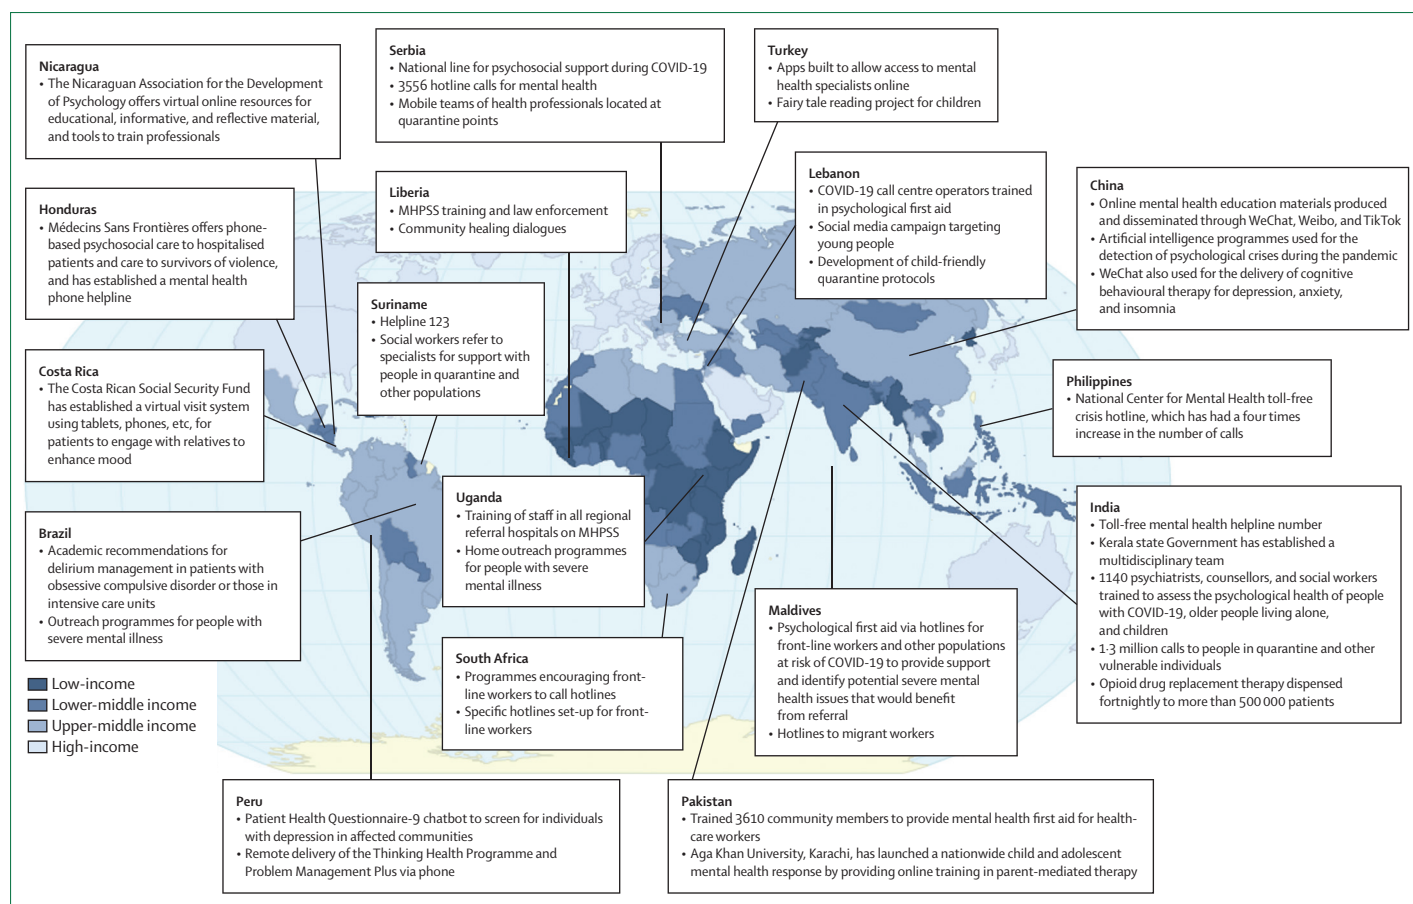 Nicaragua
• The Nicaraguan Association for the Development
of Psychology offers virtual online resources for
educational, informative, and reflective material,
and tools to train professionals
Serbia
• National line for psychosocial support during COVID-19
• 3556 hotline calls for mental health
• Mobile teams of health professionals located at
quarantine points
Turkey
• Apps built to allow access to mental
health specialists online
• Fairy tale reading project for children
Honduras
• Médecins Sans Frontières offers phone-
based psychosocial care to hospitalised
patients and care to survivors of violence,
and has established a mental health
phone helpline
Liberia
• MHPSS training and law enforcement
• Community healing dialogues
Lebanon
• COVID-19 call centre operators trained
in psychological first aid
• Social media campaign targeting
young people
• Development of child-friendly
quarantine protocols
China
• Online mental health education materials produced
and disseminated through WeChat, Weibo, and TikTok
• Artificial intelligence programmes used for the
detection of psychological crises during the pandemic
• WeChat also used for the delivery of cognitive
behavioural therapy for depression, anxiety,
and insomnia
Suriname
• Helpline 123
• Social workers refer to
specialists for support with
people in quarantine and
other populations
Costa Rica
• The Costa Rican Social Security Fund
has established a virtual visit system
using tablets, phones, etc, for
patients to engage with relatives to
enhance mood
Philippines
• National Center for Mental Health toll-free
crisis hotline, which has had a four times
increase in the number of calls
Brazil
• Academic recommendations for
delirium management in patients with
obsessive compulsive disorder or those in
intensive care units
• Outreach programmes for people with
severe mental illness
Uganda
• Training of staff in all regional
referral hospitals on MHPSS
• Home outreach programmes
for people with severe
mental illness
India
• Toll-free mental health helpline number
• Kerala state Government has established a
multidisciplinary team
• 1140 psychiatrists, counsellors, and social workers
trained to assess the psychological health of people
with COVID-19, older people living alone,
and children
• 1·3 million calls to people in quarantine and other
vulnerable individuals
• Opioid drug replacement therapy dispensed
fortnightly to more than 500 000 patients
South Africa
• Programmes encouraging front-
line workers to call hotlines
• Specific hotlines set-up for front-
line workers
Maldives
• Psychological first aid via hotlines for
front-line workers and other populations
at risk of COVID-19 to provide support
and identify potential severe mental
health issues that would benefit
from referral
• Hotlines to migrant workers
Low-income
Lower-middle income
Upper-middle income
High-income
Peru
• Patient Health Questionnaire-9 chatbot to screen for individuals
with depression in affected communities
• Remote delivery of the Thinking Health Programme and
Problem Management Plus via phone
Pakistan
• Trained 3610 community members to provide mental health first aid for health-
care workers
• Aga Khan University, Karachi, has launched a nationwide child and adolescent
mental health response by providing online training in parent-mediated therapy